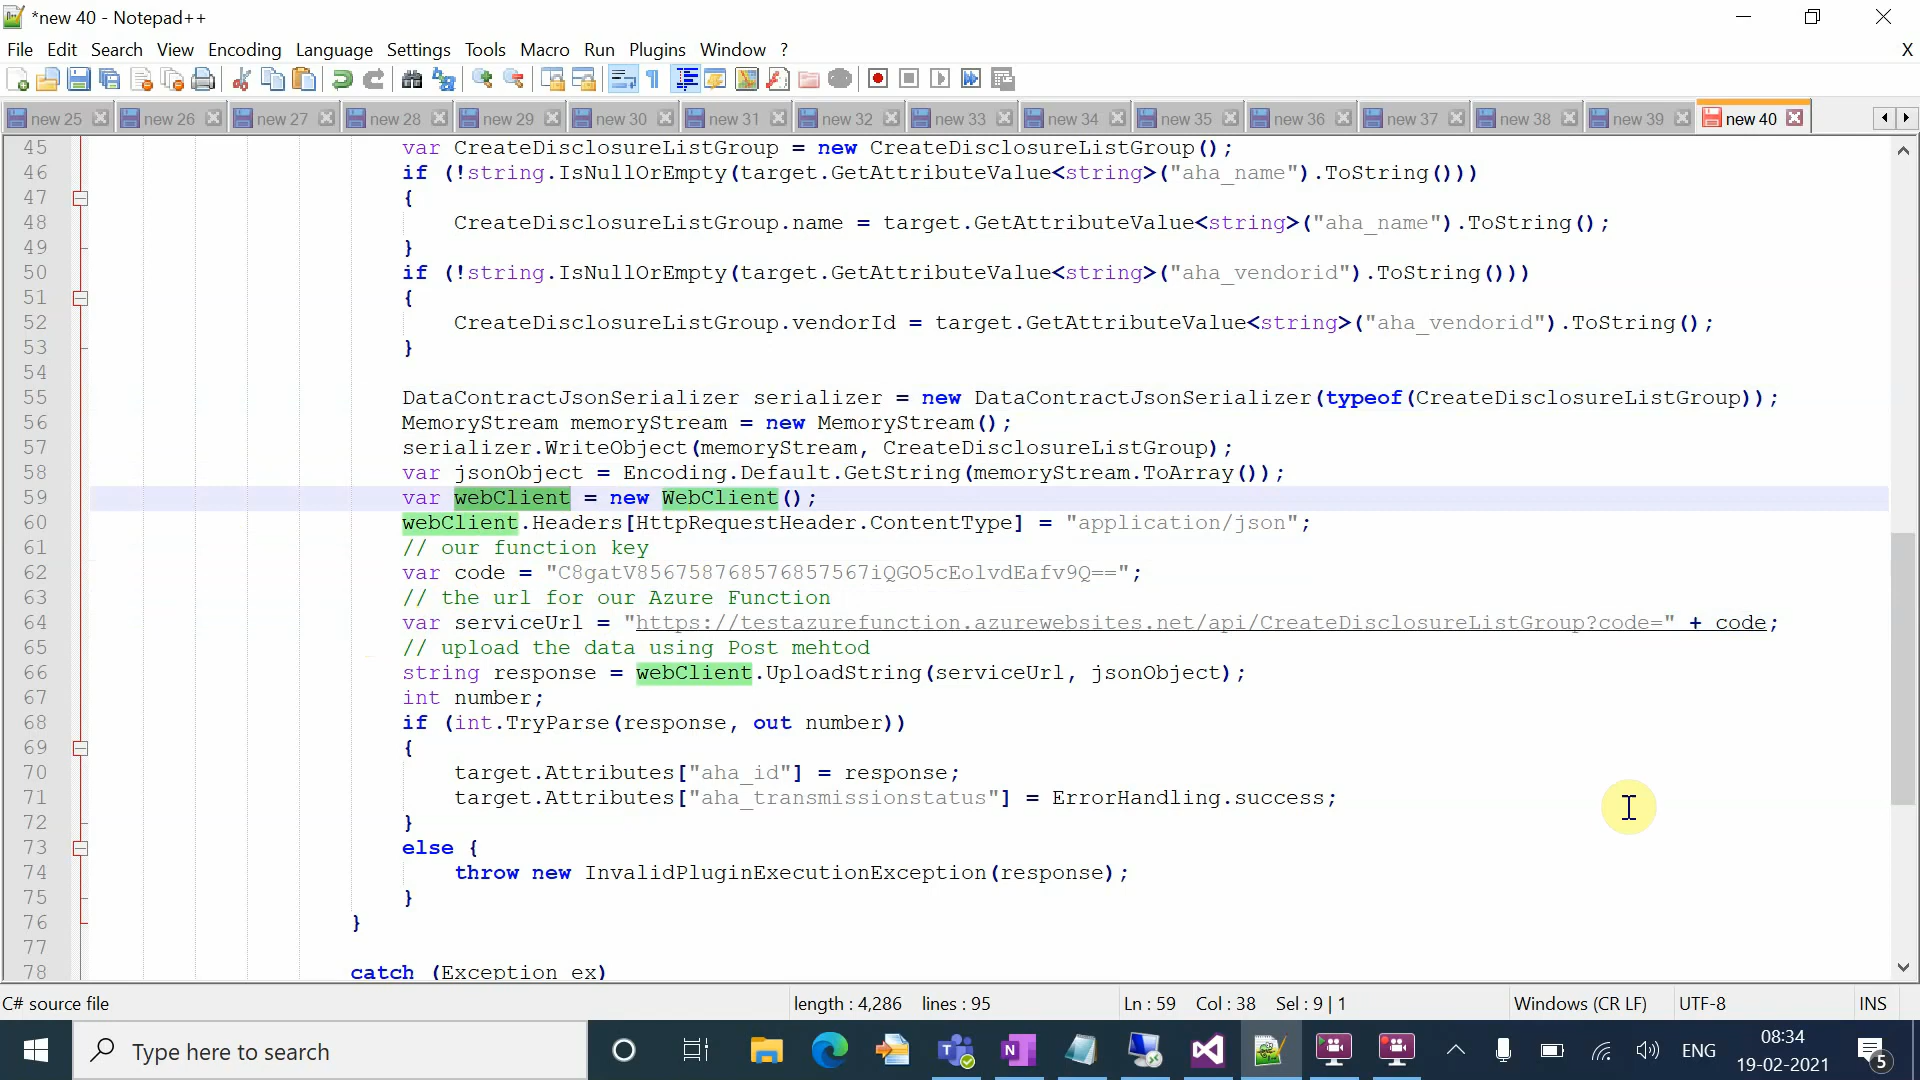 *new 40 - Notepad++
File Edit Search View Encoding Language Settings Tools Macro Run Plugins Window ? X
new 25 new 26 new 27 new 28 new 29 new 30 new 31 new 32 new 33 new 34 new 35 new 36 new 37 new 38 new 39 new 40
45 var CreateDisclosureListGroup = new CreateDisclosureListGroup();
46 if (!string.IsNullOrEmpty(target.GetAttributeValue<string>("aha_name").ToString()))
47 {
48 CreateDisclosureListGroup.name = target.GetAttributeValue<string>("aha_name").ToString();
49 }
50 if (!string.IsNullOrEmpty(target.GetAttributeValue<string>("aha_vendorid").ToString()))
51 {
52 CreateDisclosureListGroup.vendorId = target.GetAttributeValue<string>("aha_vendorid").ToString();
53 }
54
55 DataContractJsonSerializer serializer = new DataContractJsonSerializer(typeof(CreateDisclosureListGroup));
56 MemoryStream memoryStream = new MemoryStream();
57 serializer.WriteObject(memoryStream, CreateDisclosureListGroup);
58 var jsonObject = Encoding.Default.GetString(memoryStream.ToArray());
59 var webClient = new WebClient();
60 webClient.Headers[HttpRequestHeader.ContentType] = "application/json";
61 // our function key
62 var code = "C8gatV856758768576857567iQGO5cEolvdEafv9Q==";
63 // the url for our Azure Function
64 var serviceUrl = "https://testazurefunction.azurewebsites.net/api/CreateDisclosureListGroup?code=" + code;
65 // upload the data using Post mehtod
66 string response = webClient.UploadString(serviceUrl, jsonObject);
67 int number;
68 if (int.TryParse(response, out number))
69 {
70 target.Attributes["aha_id"] = response;
71 target.Attributes["aha_transmissionstatus"] = ErrorHandling.success;
72 }
73 else {
74 throw new InvalidPluginExecutionException(response);
75 }
76 }
77
78 catch (Exception ex)
C# source file length : 4,286 lines : 95 Ln : 59 Col : 38 Sel : 9 | 1 Windows (CR LF) UTF-8 INS
Type here to search ENG 08:34
19-02-2021 5